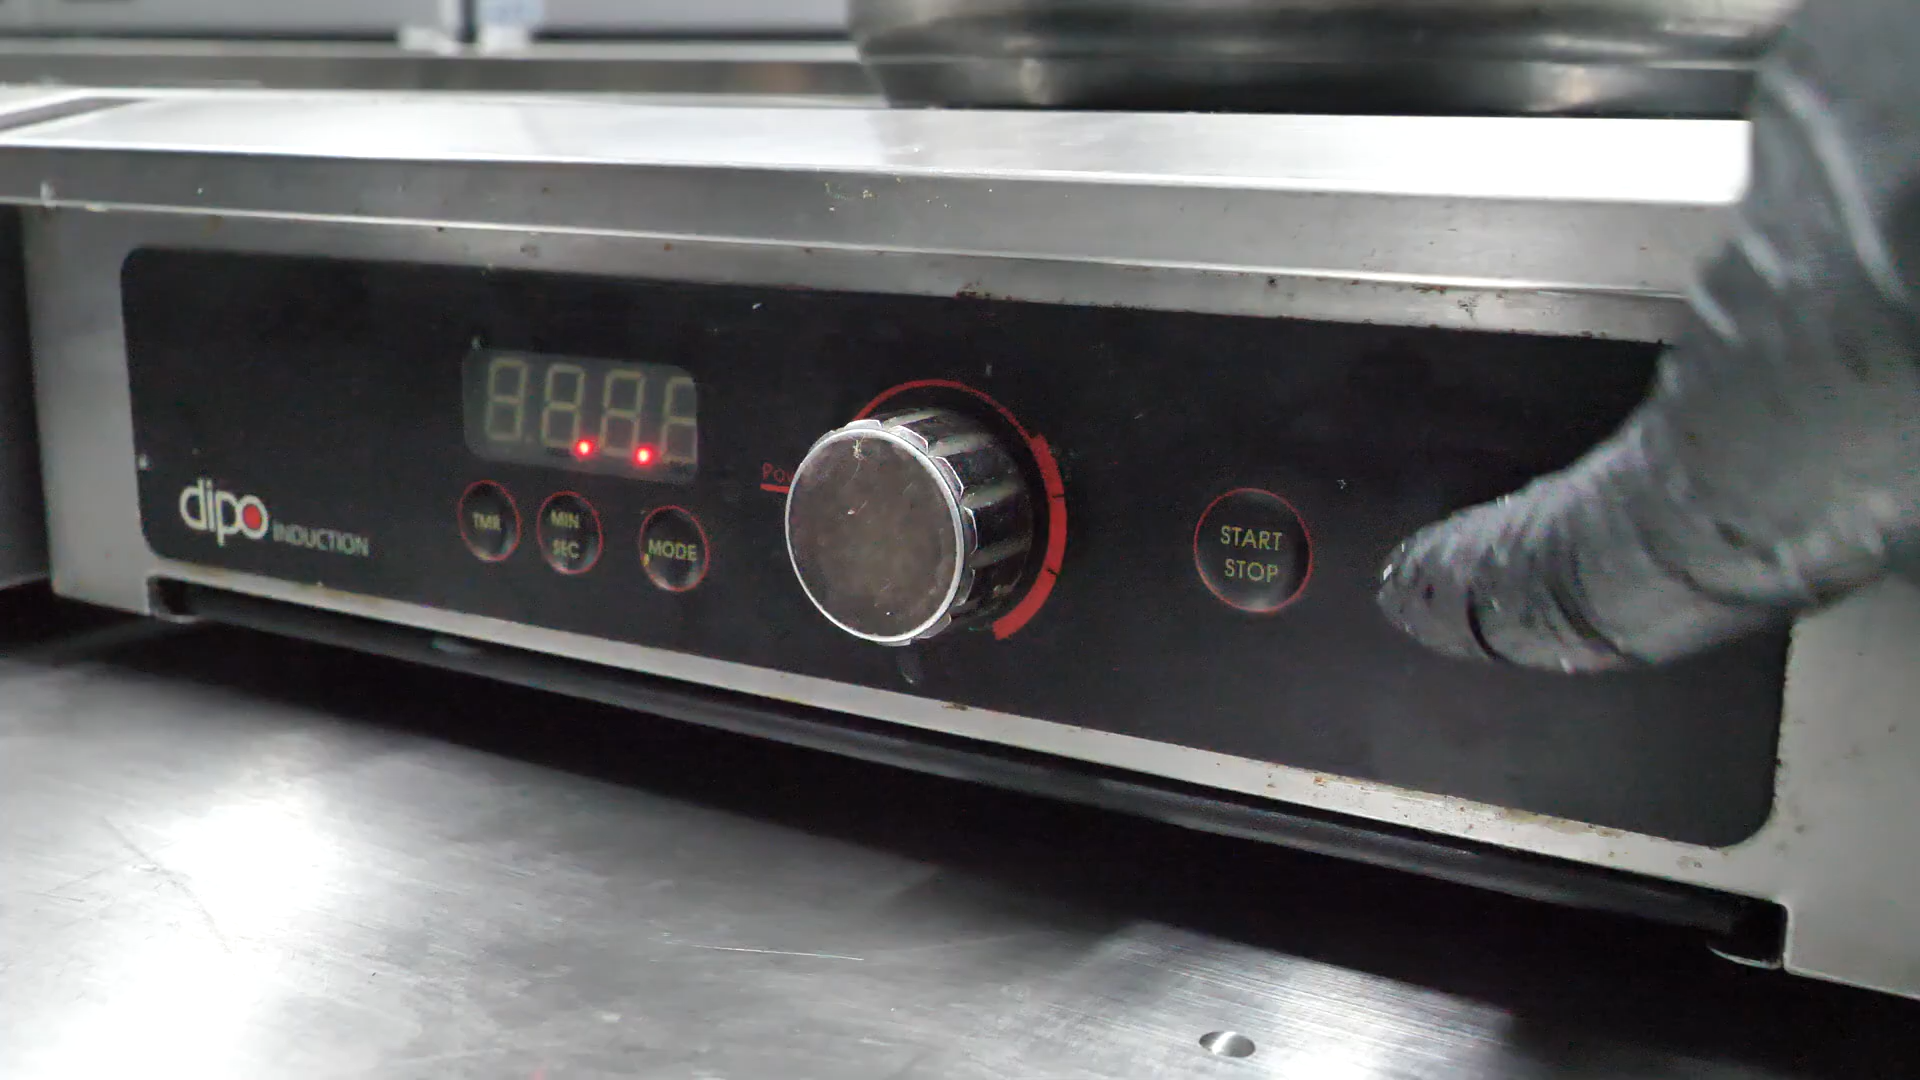 dipo INDUCTION
TMR
MIN
SEC
MODE
START
STOP